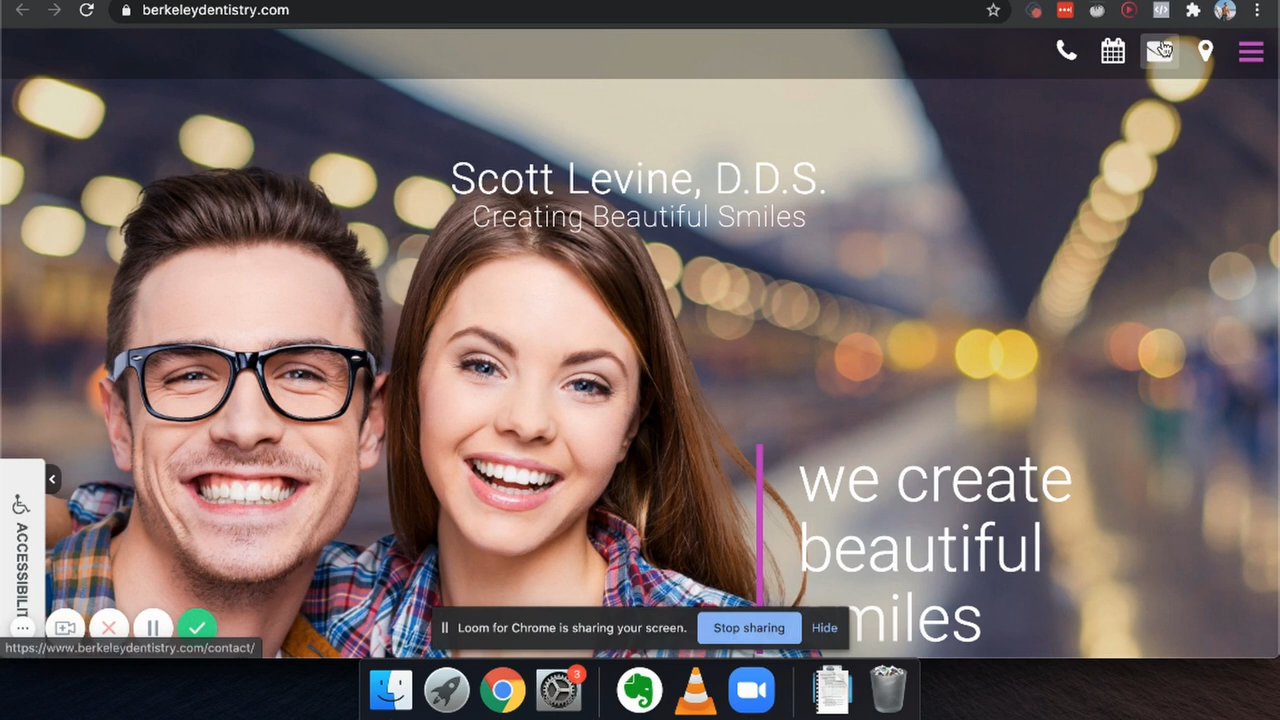 berkeleydentistry.com
Scott Levine, D.D.S.
Creating Beautiful Smiles
we create
beautiful
smiles
ACCESSIBILIT
Loom for Chrome is sharing your screen.
Stop sharing
Hide
https://www.berkeleydentistry.com/contact/
3